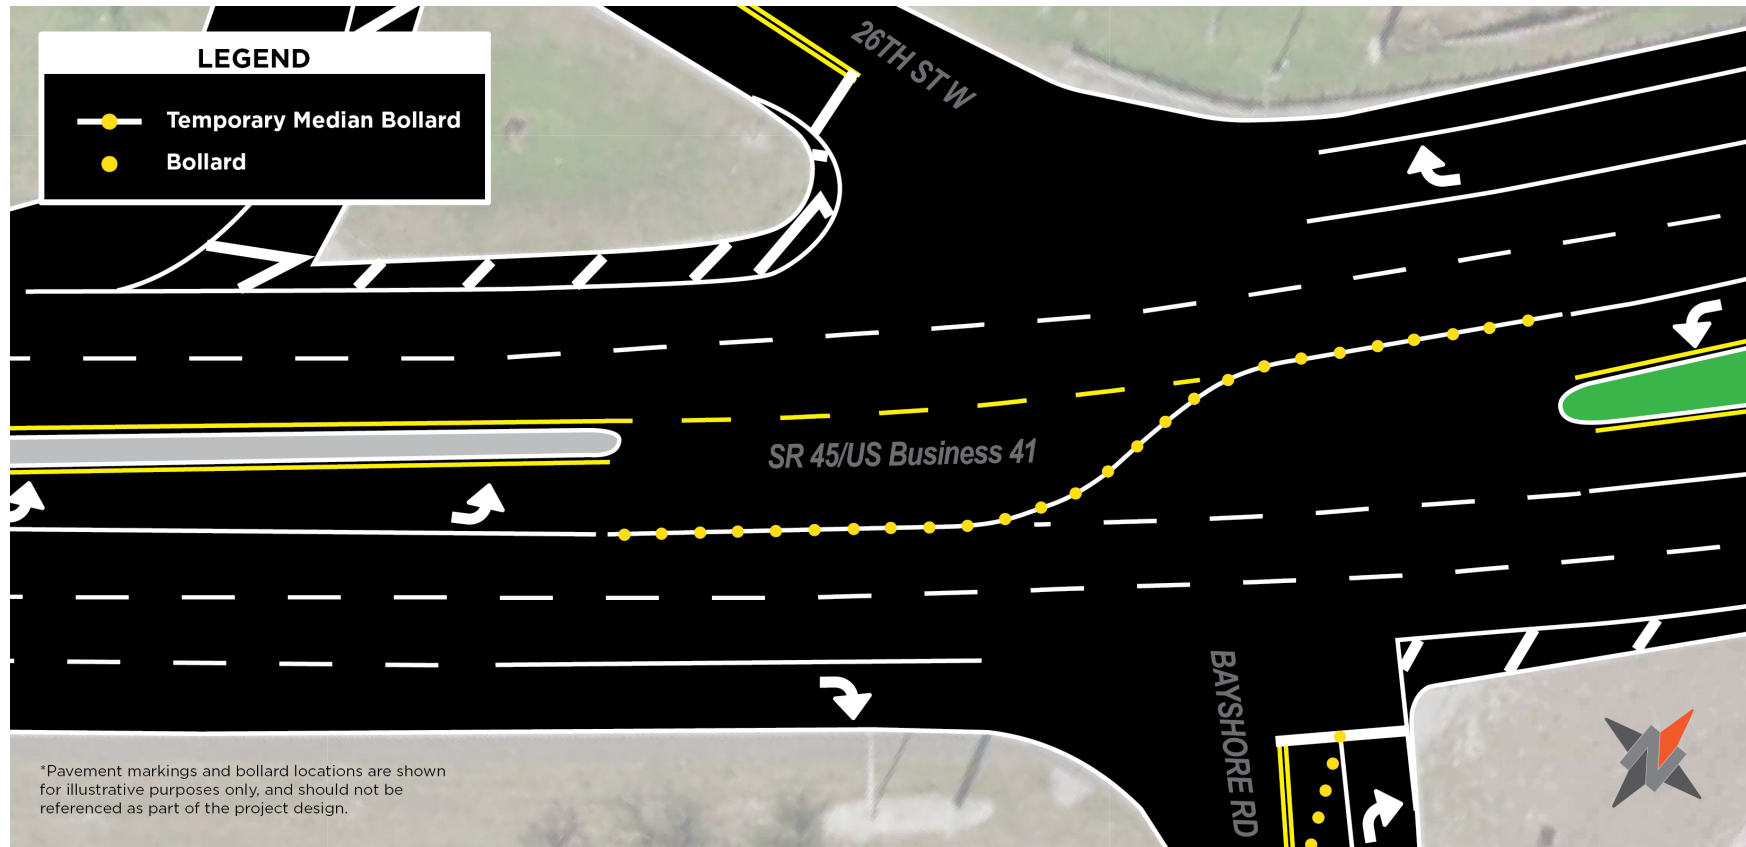 LEGEND
Temporary Median Bollard
Bollard
26TH ST W
SR 45/US Business 41
BAYSHORE RD
*Pavement markings and bollard locations are shown
for illustrative purposes only, and should not be
referenced as part of the project design.